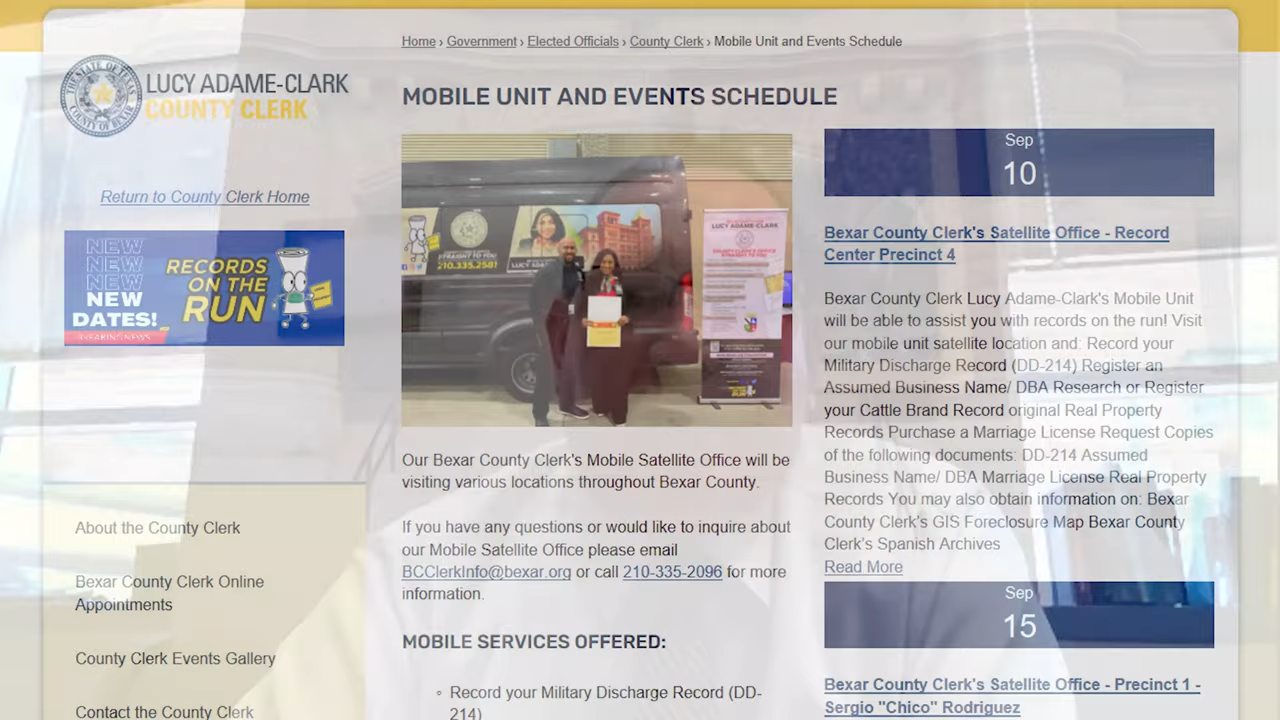 Home › Government › Elected Officials › County Clerk › Mobile Unit and Events Schedule
LUCY ADAME-CLARK
COUNTY CLERK
Return to County Clerk Home
NEW
NEW
NEW
NEW
DATES!
RECORDS
ON THE
RUN
About the County Clerk
Bexar County Clerk Online
Appointments
County Clerk Events Gallery
Contact the County Clerk
MOBILE UNIT AND EVENTS SCHEDULE
STRAIGHT TO YOU!
210.335.2581
LUCY ADAME-CLARK
Our Bexar County Clerk's Mobile Satellite Office will be
visiting various locations throughout Bexar County.
If you have any questions or would like to inquire about
our Mobile Satellite Office please email
BCClerkInfo@bexar.org or call 210-335-2096 for more
information.
MOBILE SERVICES OFFERED:
◦ Record your Military Discharge Record (DD-
214)
Sep
10
Bexar County Clerk's Satellite Office - Record
Center Precinct 4
Bexar County Clerk Lucy Adame-Clark's Mobile Unit
will be able to assist you with records on the run! Visit
our mobile unit satellite location and: Record your
Military Discharge Record (DD-214) Register an
Assumed Business Name/ DBA Research or Register
your Cattle Brand Record original Real Property
Records Purchase a Marriage License Request Copies
of the following documents: DD-214 Assumed
Business Name/ DBA Marriage License Real Property
Records You may also obtain information on: Bexar
County Clerk's GIS Foreclosure Map Bexar County
Clerk's Spanish Archives
Read More
Sep
15
Bexar County Clerk's Satellite Office - Precinct 1 -
Sergio "Chico" Rodriguez